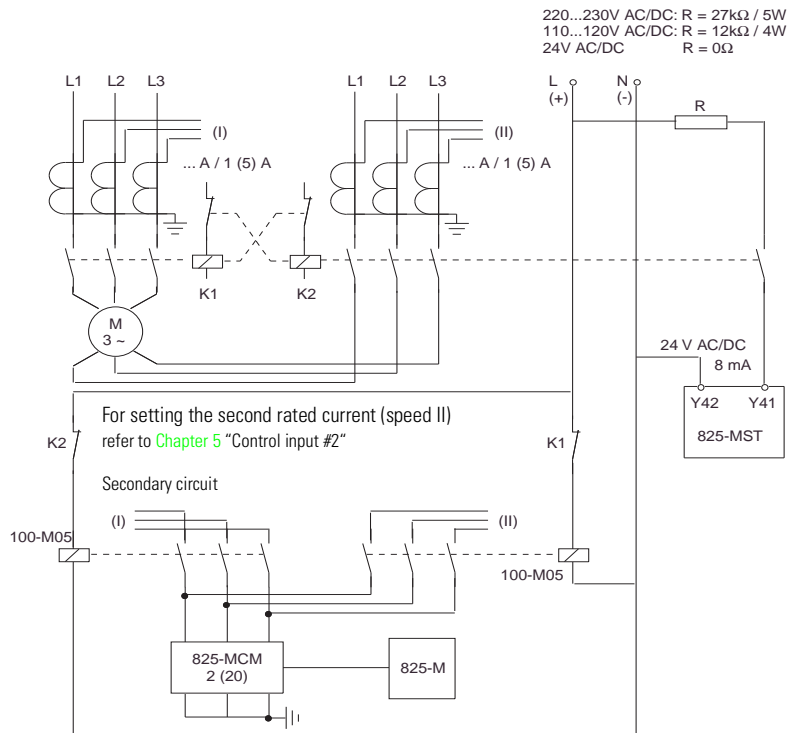 220...230V AC/DC: R = 27kΩ / 5W
110...120V AC/DC: R = 12kΩ / 4W
24V AC/DC R = 0Ω
L1 L2 L3 L1 L2 L3 L N
(+) (-)
R
(I) (II)
... A / 1 (5) A ... A / 1 (5) A
K1 K2
M
3 ~
24 V AC/DC
8 mA
Y42 Y41
825-MST
For setting the second rated current (speed II)
refer to Chapter 5 “Control input #2“
K2 K1
Secondary circuit
(I) (II)
100-M05
100-M05
825-MCM
2 (20)
825-M